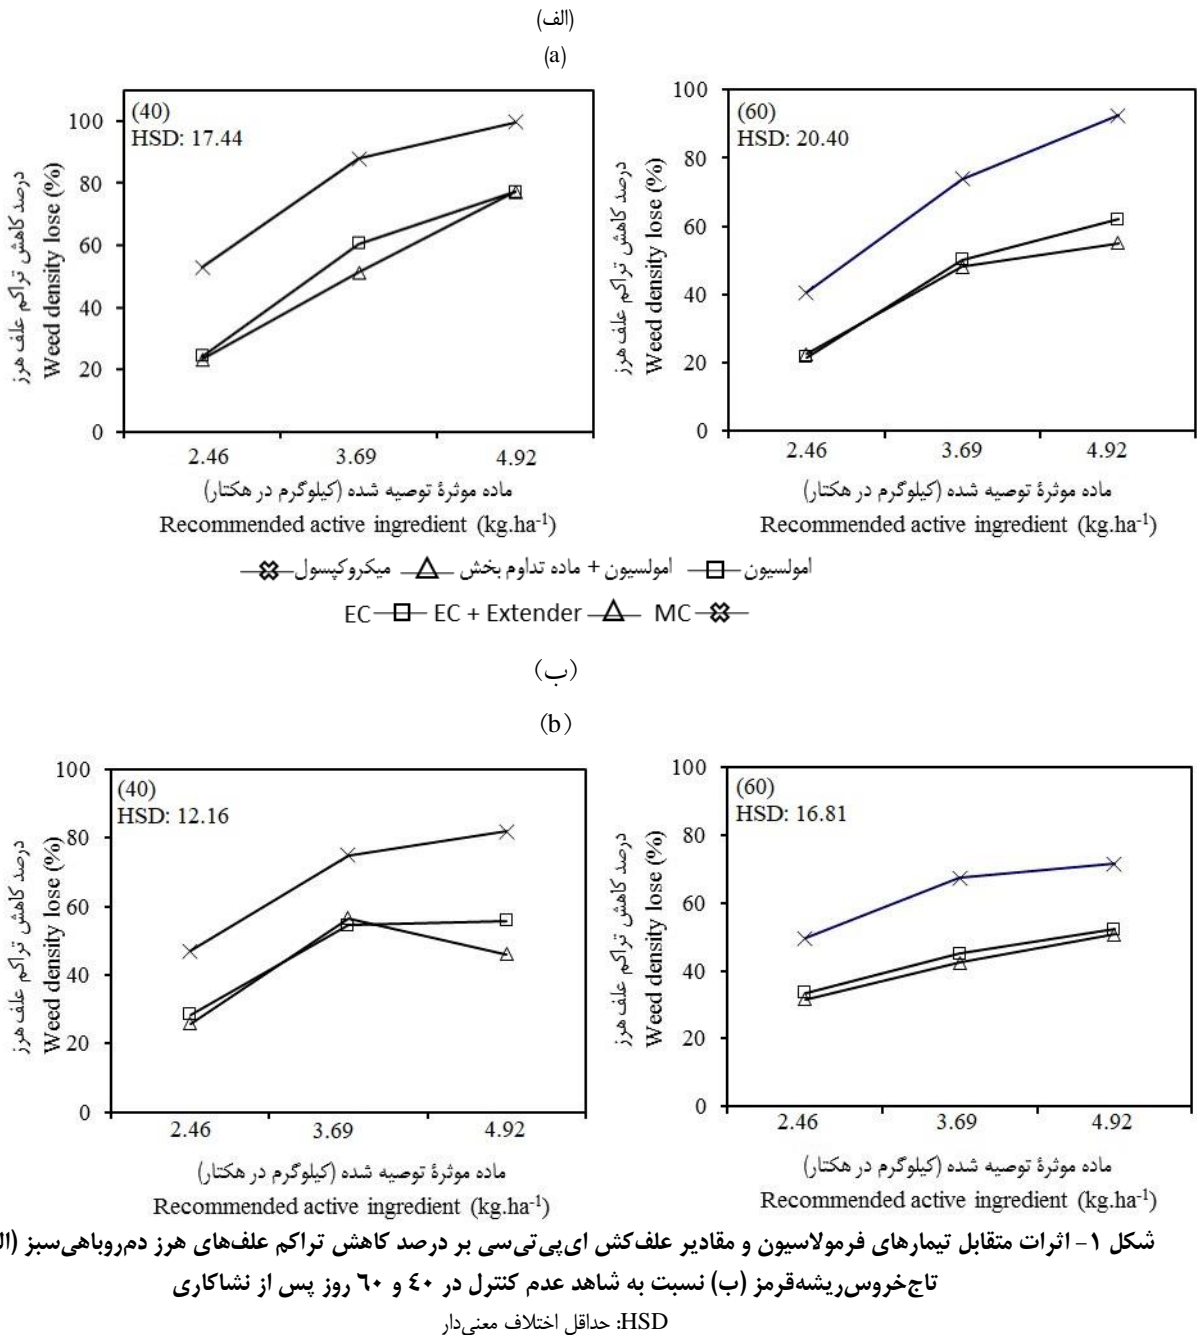 (الف)
(a)
(40)
HSD: 17.44
100
80
60
40
20
0
درصد کاهش تراکم علف هرز
Weed density lose (%)
2.46 3.69 4.92
ماده موثرهٔ توصیه شده (کیلوگرم در هکتار)
Recommended active ingredient (kg.ha-1)
(60)
HSD: 20.40
100
80
60
40
20
0
درصد کاهش تراکم علف هرز
Weed density lose (%)
2.46 3.69 4.92
ماده موثرهٔ توصیه شده (کیلوگرم در هکتار)
Recommended active ingredient (kg.ha-1)
امولسیون امولسیون + ماده تداوم بخش میکروکپسول
EC EC + Extender MC
(ب)
(b)
(40)
HSD: 12.16
100
80
60
40
20
0
درصد کاهش تراکم علف هرز
Weed density lose (%)
2.46 3.69 4.92
ماده موثرهٔ توصیه شده (کیلوگرم در هکتار)
Recommended active ingredient (kg.ha-1)
(60)
HSD: 16.81
100
80
60
40
20
0
درصد کاهش تراکم علف هرز
Weed density lose (%)
2.46 3.69 4.92
ماده موثرهٔ توصیه شده (کیلوگرم در هکتار)
Recommended active ingredient (kg.ha-1)
شکل ۱- اثرات متقابل تیمارهای فرمولاسیون و مقادیر علف‌کش ای‌پی‌تی‌سی بر درصد کاهش تراکم علف‌های هرز دم‌روباهی‌سبز
تاج‌خروس‌ریشه‌قرمز (ب) نسبت به شاهد عدم کنترل در ۴۰ و ۶۰ روز پس از نشاکاری
HSD: حداقل اختلاف معنی‌دار